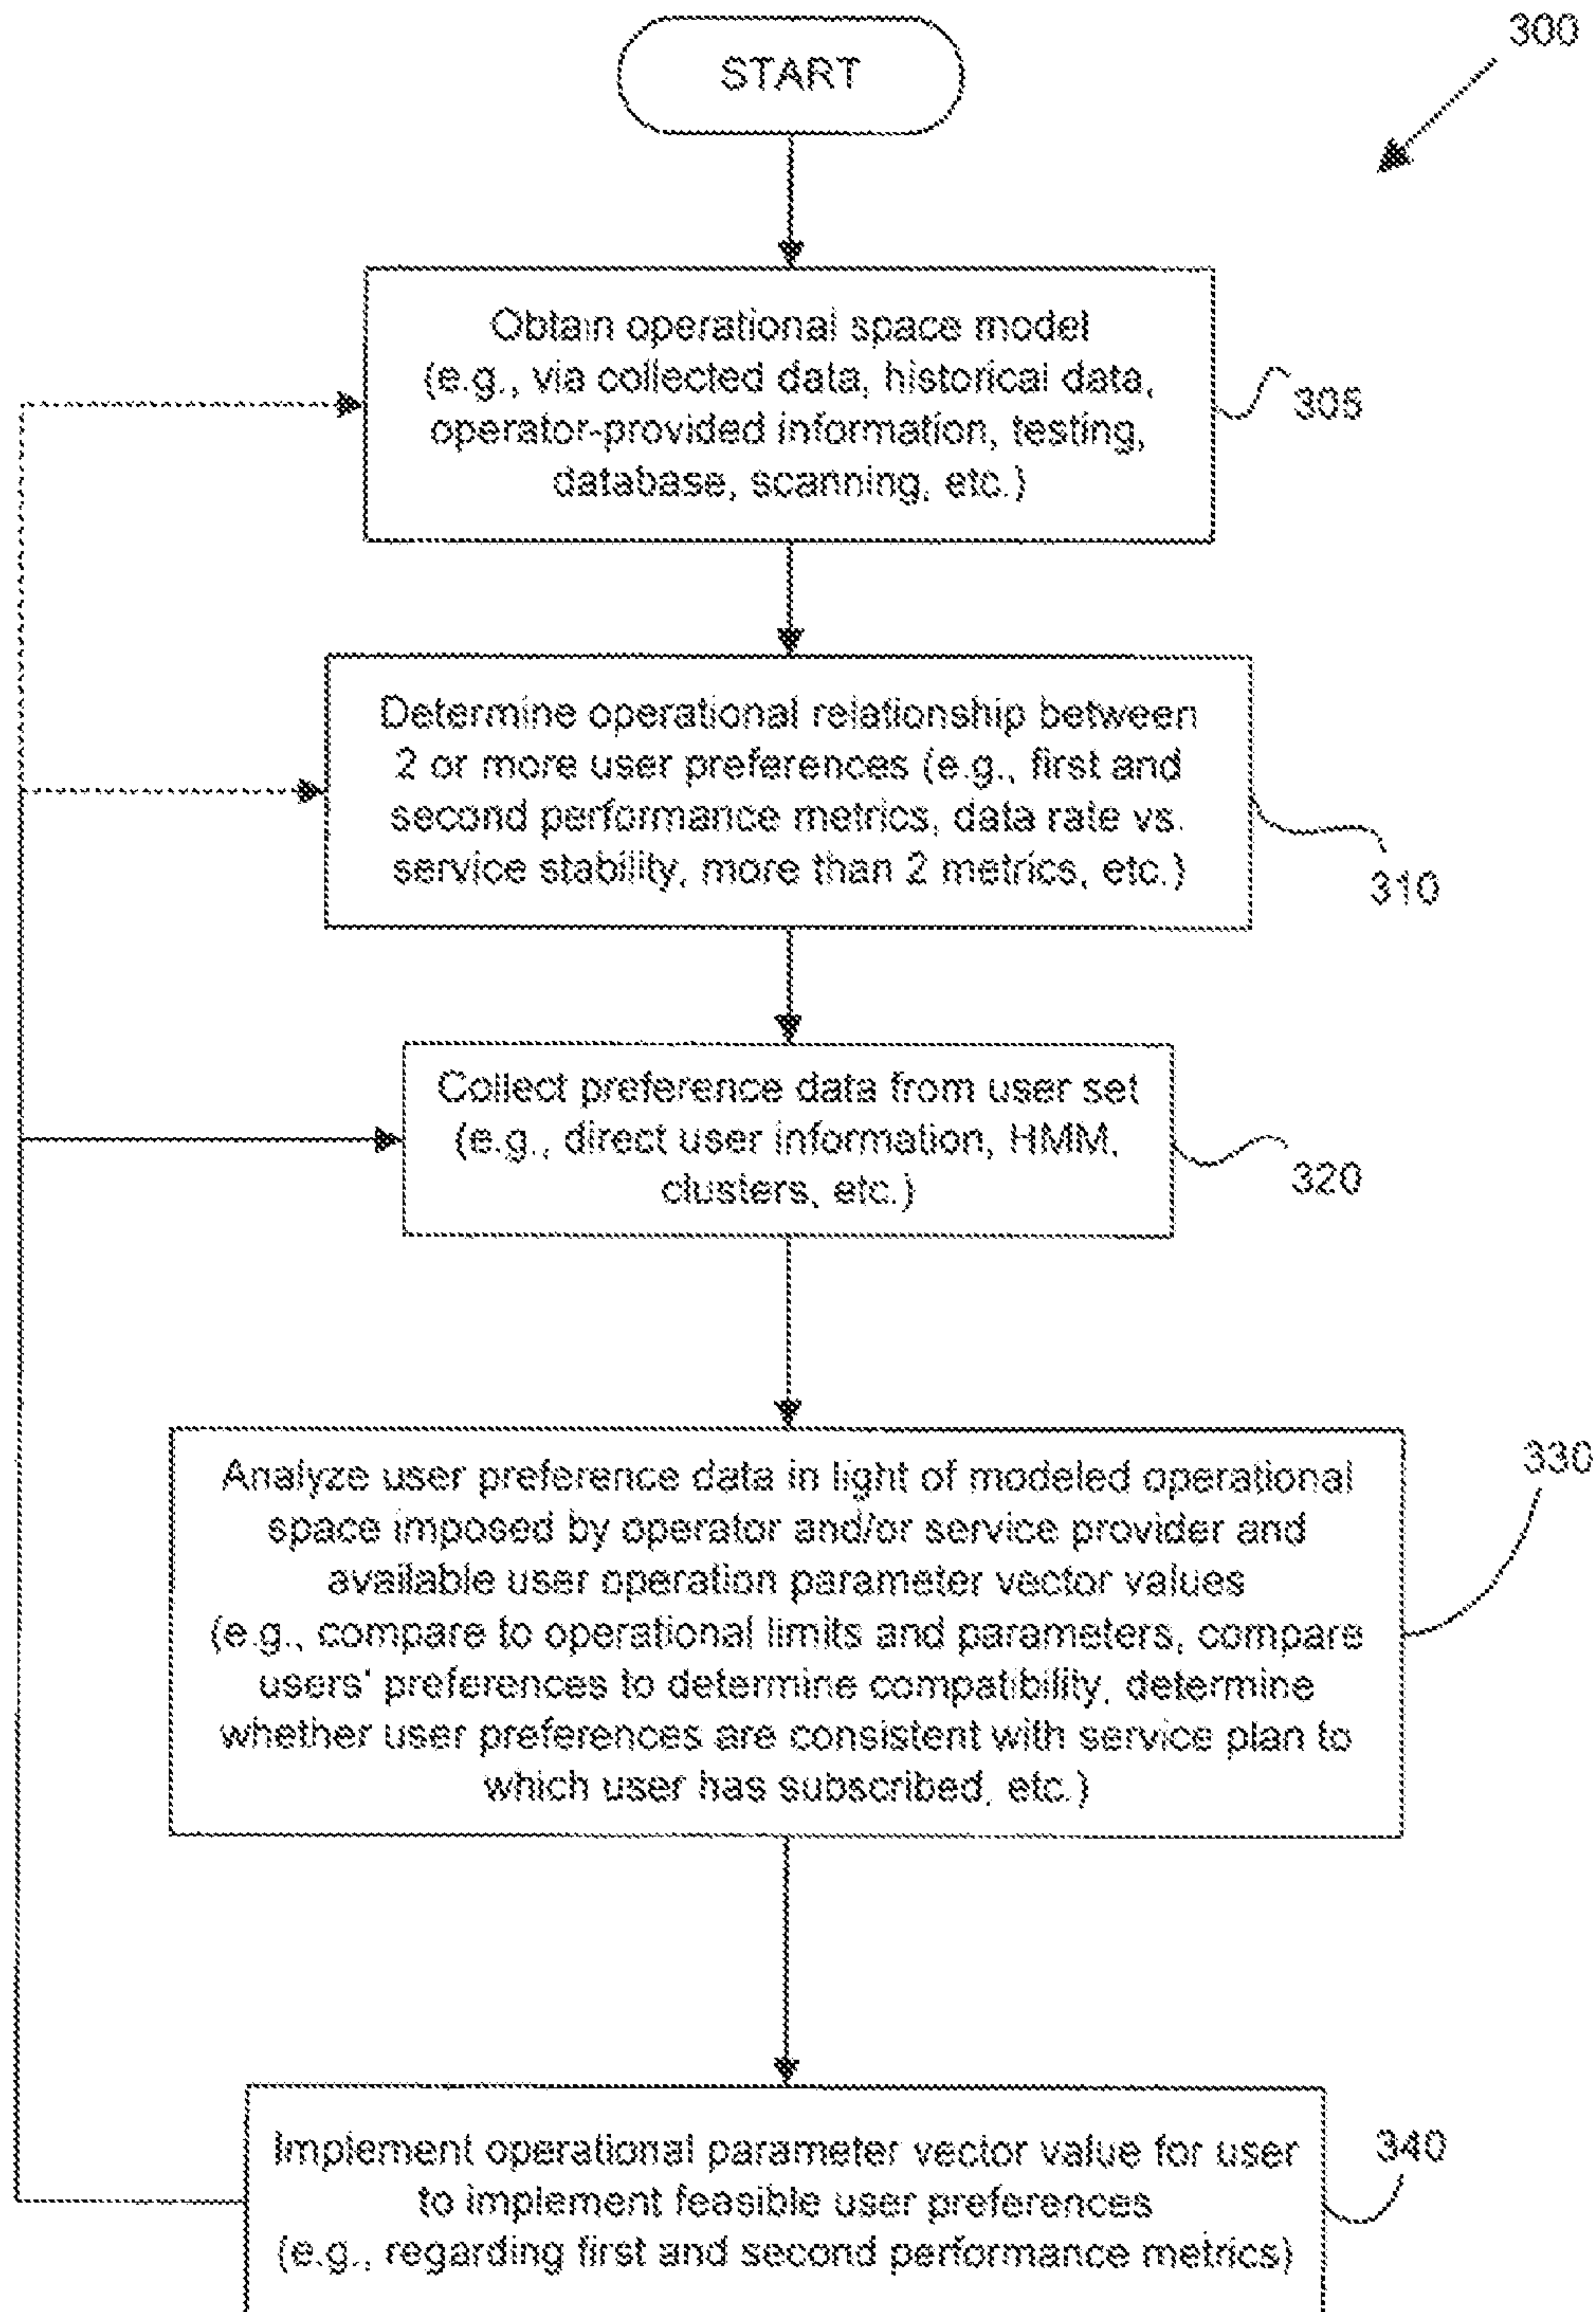 300
START
Obtain operational space model
(e.g., via collected data, historical data,
operator-provided information, testing,
database, scanning, etc.)
305
Determine operational relationship between
2 or more user preferences (e.g., first and
second performance metrics, data rate vs.
service stability, more than 2 metrics, etc.)
310
Collect preference data from user set
(e.g., direct user information, HMM,
clusters, etc.)
320
Analyze user preference data in light of modeled operational
space imposed by operator and/or service provider and
available user operation parameter vector values
(e.g., compare to operational limits and parameters, compare
users' preferences to determine compatibility, determine
whether user preferences are consistent with service plan to
which user has subscribed, etc.)
330
Implement operational parameter vector value for user
to implement feasible user preferences
(e.g., regarding first and second performance metrics)
340